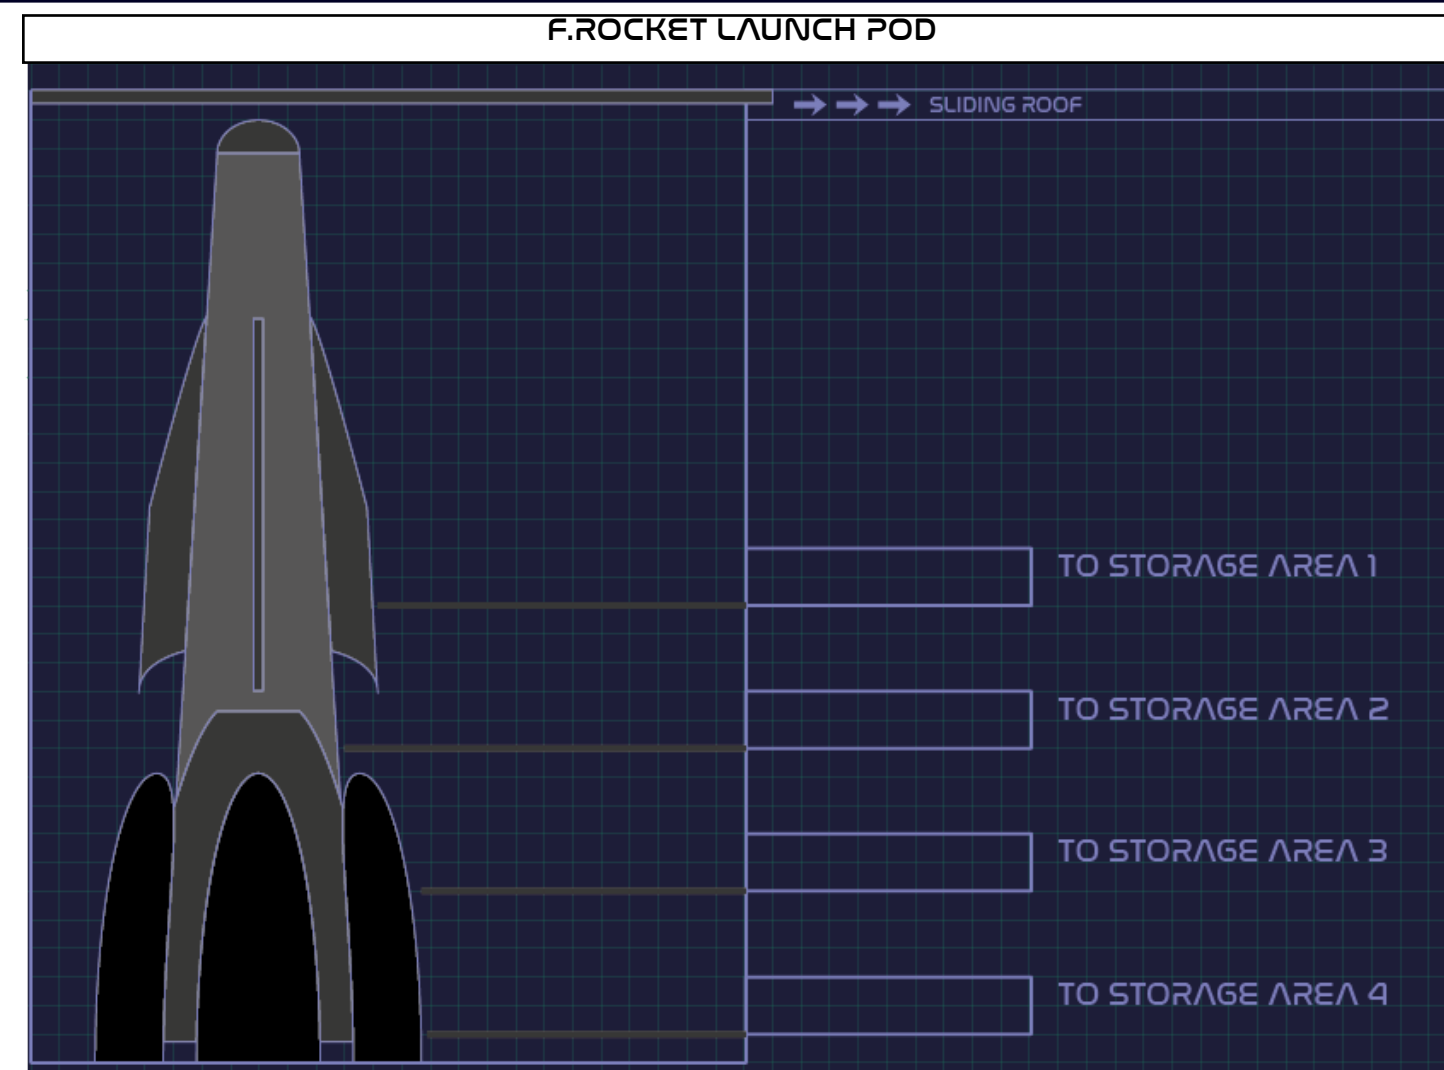 F.ROCKET LAUNCH POD
SLIDING ROOF
TO STORAGE AREA 1
TO STORAGE AREA 2
TO STORAGE AREA 3
TO STORAGE AREA 4